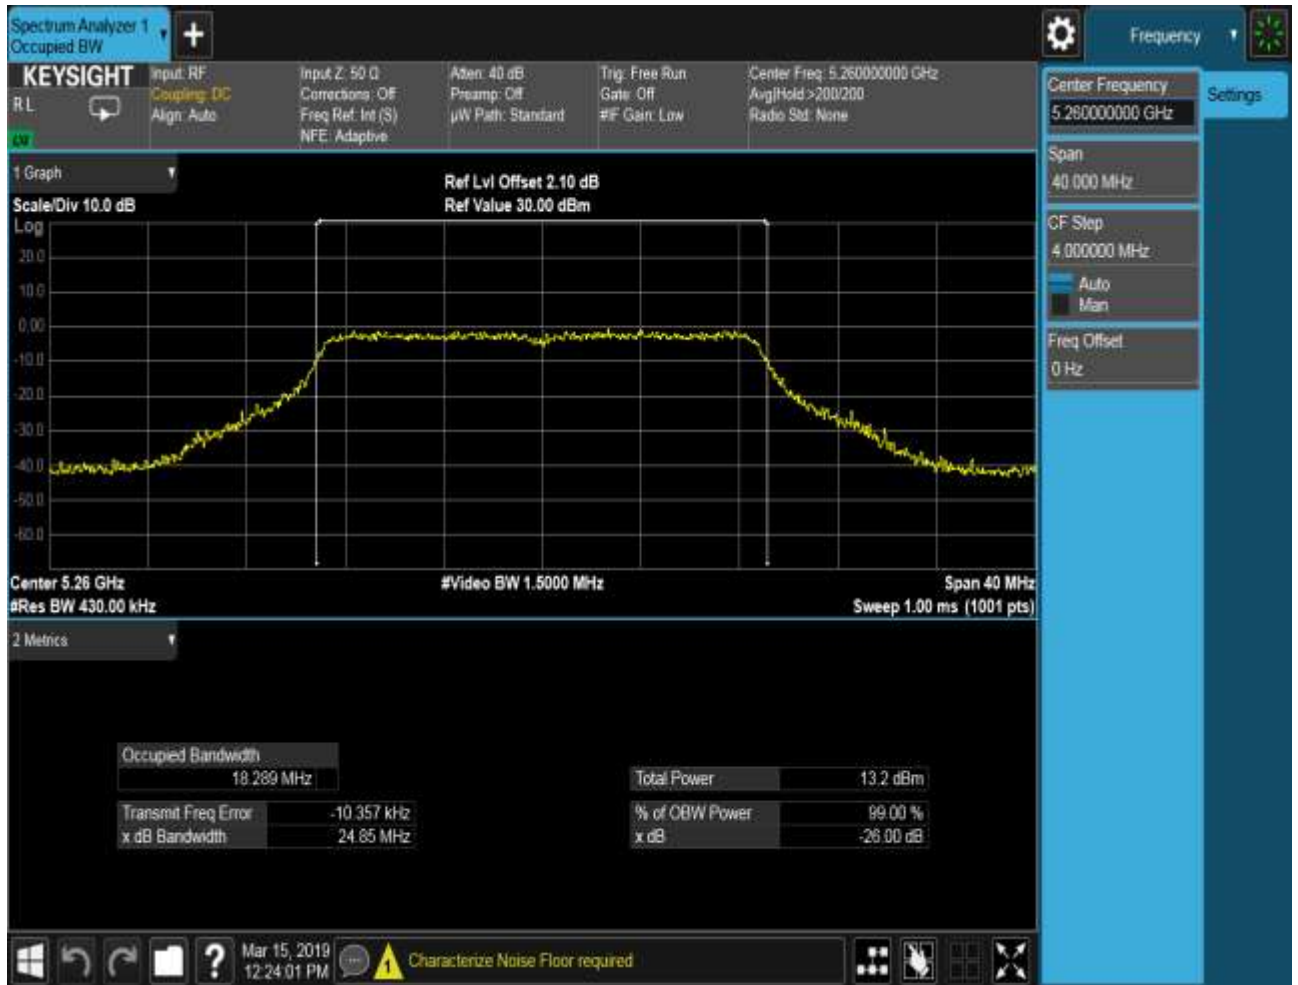 Spectrum Analyzer 1
Occupied BW
Frequency
KEYSIGHT
R L
Input: RF
Coupling: DC
Align: Auto
Input Z: 50 Ω
Corrections: Off
Freq Ref: Int (S)
NFE: Adaptive
Atten: 40 dB
Preamp: Off
µW Path: Standard
Trig: Free Run
Gate: Off
#IF Gain: Low
Center Freq: 5.260000000 GHz
Avg|Hold:>200/200
Radio Std: None
Center Frequency
5.260000000 GHz
Settings
Span
40.000 MHz
CF Step
4.000000 MHz
Auto
Man
Freq Offset
0 Hz
1 Graph
Scale/Div 10.0 dB
Ref Lvl Offset 2.10 dB
Ref Value 30.00 dBm
Log
20.0
10.0
0.00
-10.0
-20.0
-30.0
-40.0
-50.0
-60.0
Center 5.26 GHz
#Video BW 1.5000 MHz
Span 40 MHz
#Res BW 430.00 kHz
Sweep 1.00 ms (1001 pts)
2 Metrics
Occupied Bandwidth
18.289 MHz
Total Power 13.2 dBm
Transmit Freq Error -10.357 kHz
% of OBW Power 99.00 %
x dB Bandwidth 24.85 MHz
x dB -26.00 dB
?
Mar 15, 2019
12:24:01 PM
1
Characterize Noise Floor required